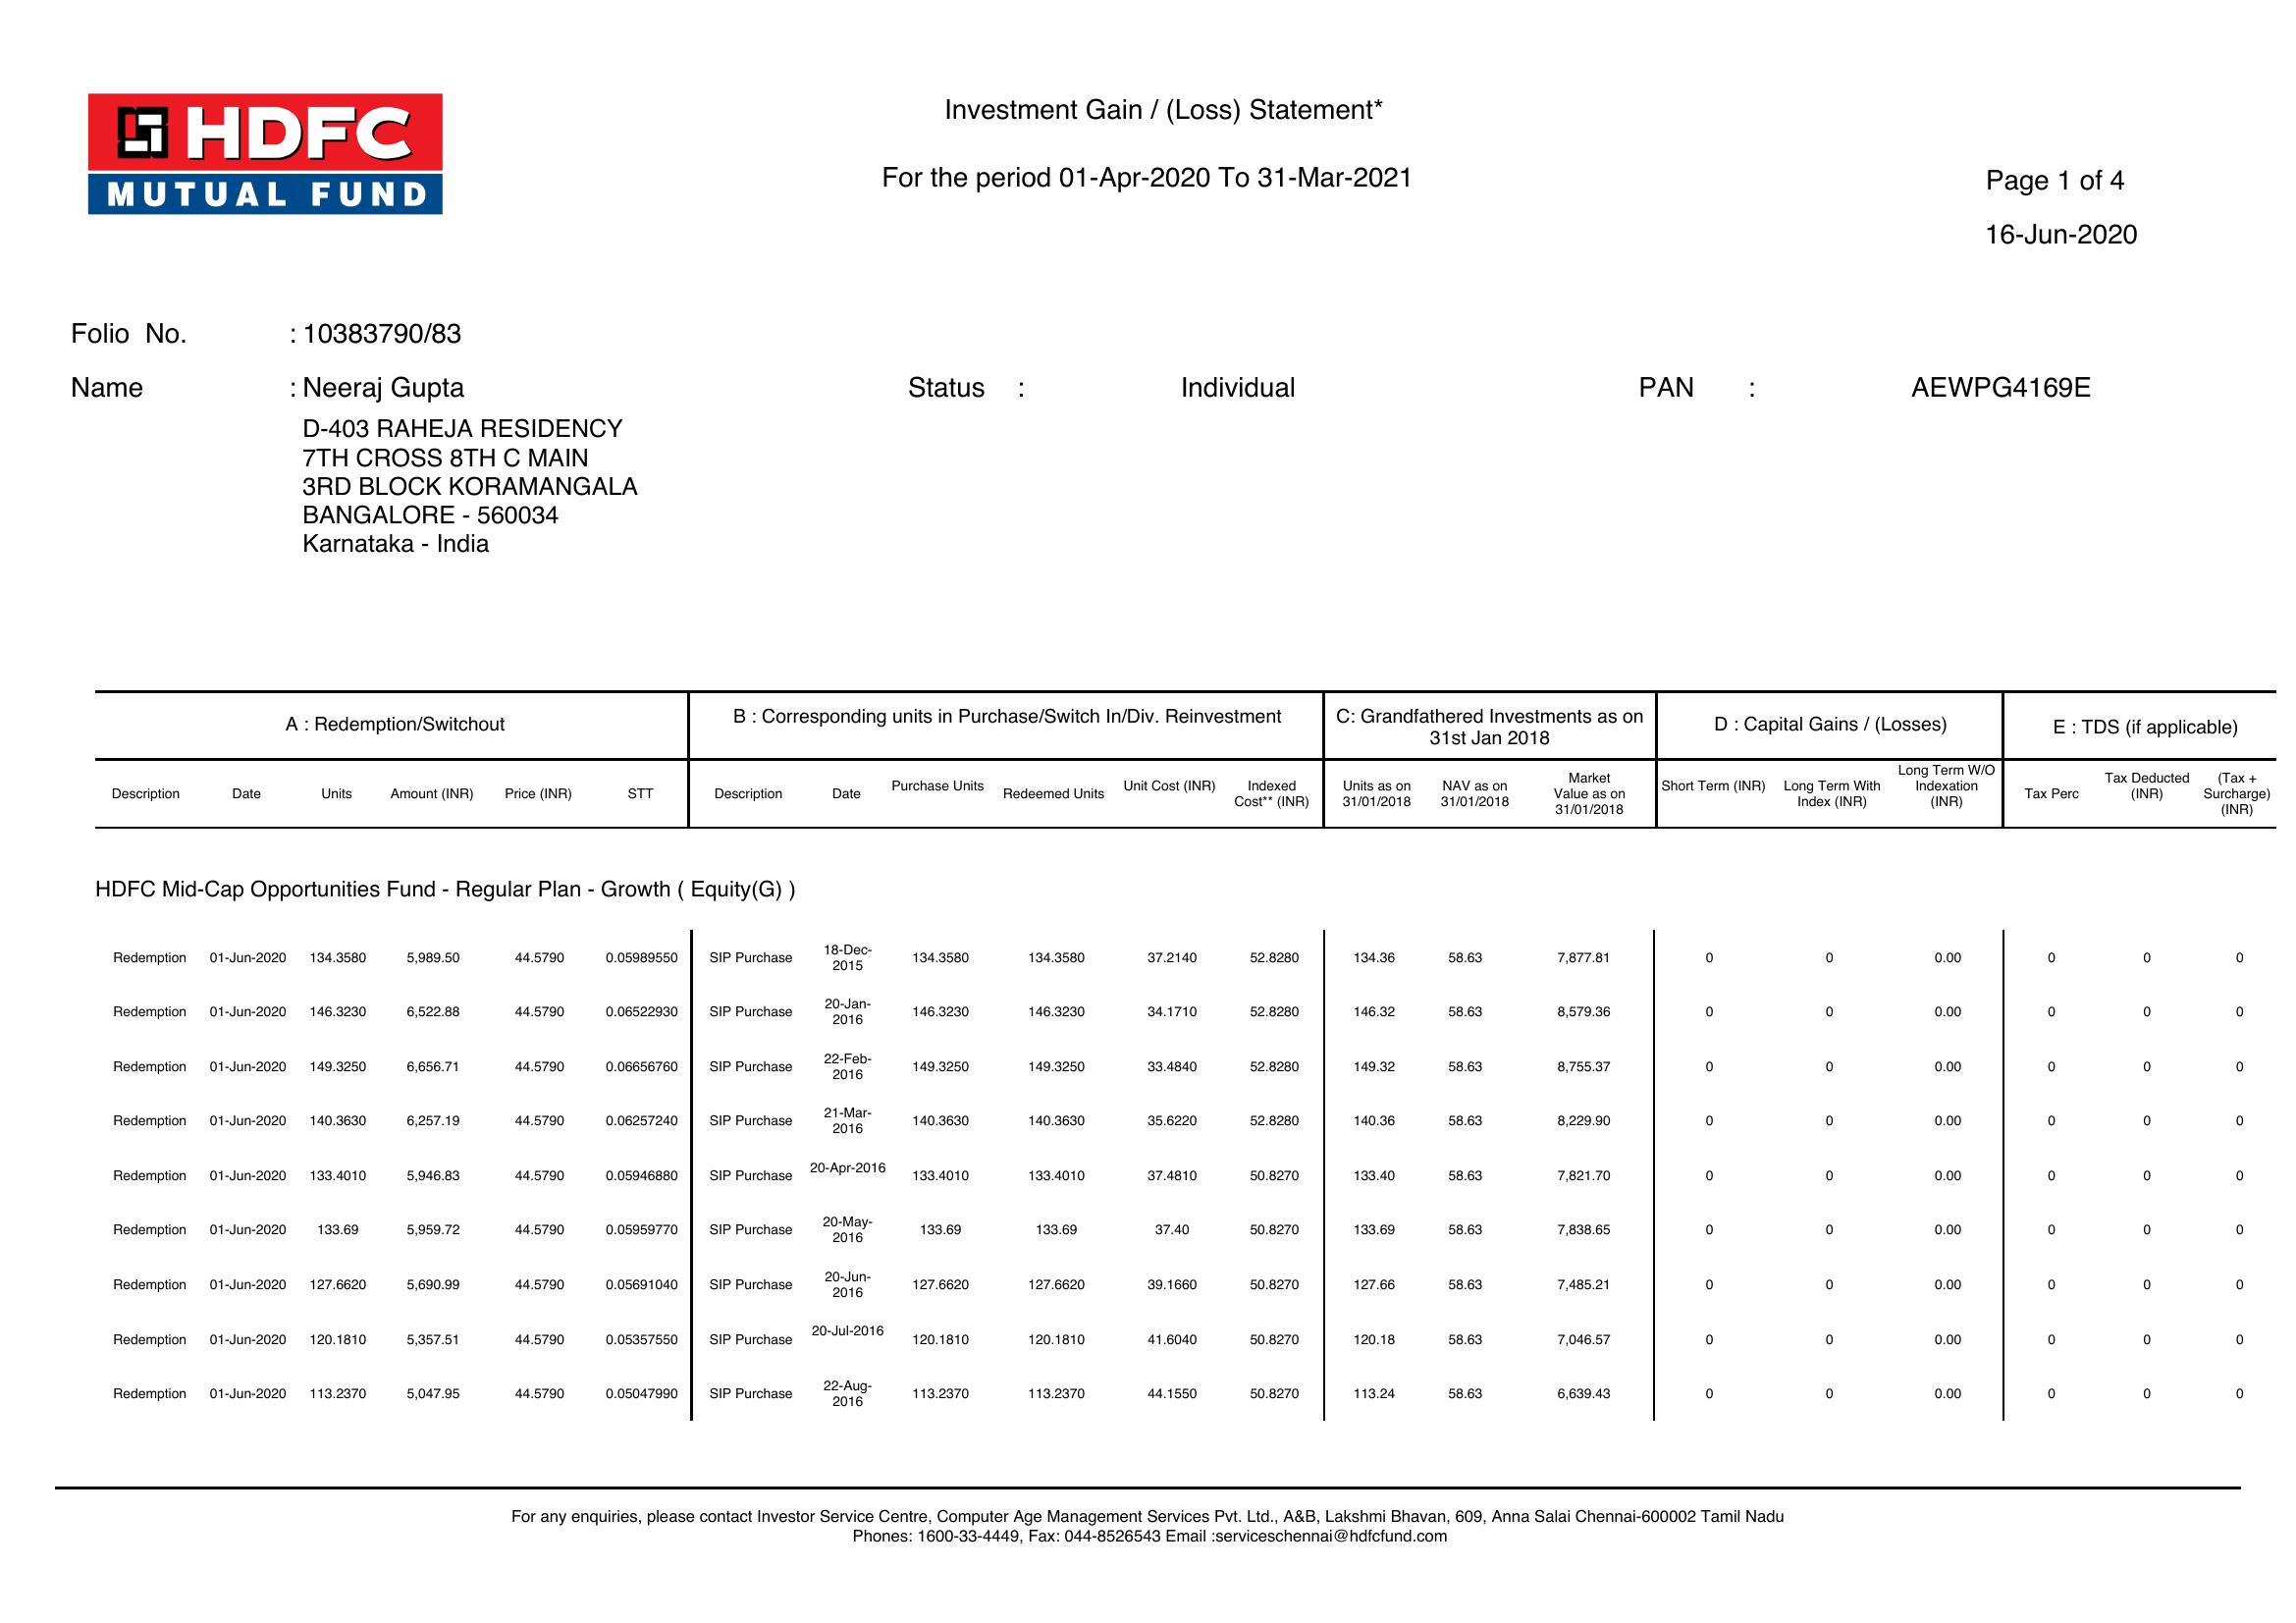 HDFC
MUTUAL FUND
Investment Gain / (Loss) Statement*
For the period 01-Apr-2020 To 31-Mar-2021
Page 1 of 4
16-Jun-2020
Folio No. : 10383790/83
Name : Neeraj Gupta Status : Individual PAN : AEWPG4169E
D-403 RAHEJA RESIDENCY
7TH CROSS 8TH C MAIN
3RD BLOCK KORAMANGALA
BANGALORE - 560034
Karnataka - India
A : Redemption/Switchout B : Corresponding units in Purchase/Switch In/Div. Reinvestment C: Grandfathered Investments as on 31st Jan 2018 D : Capital Gains / (Losses) E : TDS (if applicable)
Description Date Units Amount (INR) Price (INR) STT Description Date Purchase Units Redeemed Units Unit Cost (INR) Indexed Cost** (INR) Units as on 31/01/2018 NAV as on 31/01/2018 Market Value as on 31/01/2018 Short Term (INR) Long Term With Index (INR) Long Term W/O Indexation (INR) Tax Perc Tax Deducted (INR) (Tax + Surcharge) (INR)
HDFC Mid-Cap Opportunities Fund - Regular Plan - Growth ( Equity(G) )
Redemption 01-Jun-2020 134.3580 5,989.50 44.5790 0.05989550 SIP Purchase 18-Dec-2015 134.3580 134.3580 37.2140 52.8280 134.36 58.63 7,877.81 0 0 0.00 0 0 0
Redemption 01-Jun-2020 146.3230 6,522.88 44.5790 0.06522930 SIP Purchase 20-Jan-2016 146.3230 146.3230 34.1710 52.8280 146.32 58.63 8,579.36 0 0 0.00 0 0 0
Redemption 01-Jun-2020 149.3250 6,656.71 44.5790 0.06656760 SIP Purchase 22-Feb-2016 149.3250 149.3250 33.4840 52.8280 149.32 58.63 8,755.37 0 0 0.00 0 0 0
Redemption 01-Jun-2020 140.3630 6,257.19 44.5790 0.06257240 SIP Purchase 21-Mar-2016 140.3630 140.3630 35.6220 52.8280 140.36 58.63 8,229.90 0 0 0.00 0 0 0
Redemption 01-Jun-2020 133.4010 5,946.83 44.5790 0.05946880 SIP Purchase 20-Apr-2016 133.4010 133.4010 37.4810 50.8270 133.40 58.63 7,821.70 0 0 0.00 0 0 0
Redemption 01-Jun-2020 133.69 5,959.72 44.5790 0.05959770 SIP Purchase 20-May-2016 133.69 133.69 37.40 50.8270 133.69 58.63 7,838.65 0 0 0.00 0 0 0
Redemption 01-Jun-2020 127.6620 5,690.99 44.5790 0.05691040 SIP Purchase 20-Jun-2016 127.6620 127.6620 39.1660 50.8270 127.66 58.63 7,485.21 0 0 0.00 0 0 0
Redemption 01-Jun-2020 120.1810 5,357.51 44.5790 0.05357550 SIP Purchase 20-Jul-2016 120.1810 120.1810 41.6040 50.8270 120.18 58.63 7,046.57 0 0 0.00 0 0 0
Redemption 01-Jun-2020 113.2370 5,047.95 44.5790 0.05047990 SIP Purchase 22-Aug-2016 113.2370 113.2370 44.1550 50.8270 113.24 58.63 6,639.43 0 0 0.00 0 0 0
For any enquiries, please contact Investor Service Centre, Computer Age Management Services Pvt. Ltd., A&B, Lakshmi Bhavan, 609, Anna Salai Chennai-600002 Tamil Nadu
Phones: 1600-33-4449, Fax: 044-8526543 Email :serviceschennai@hdfcfund.com